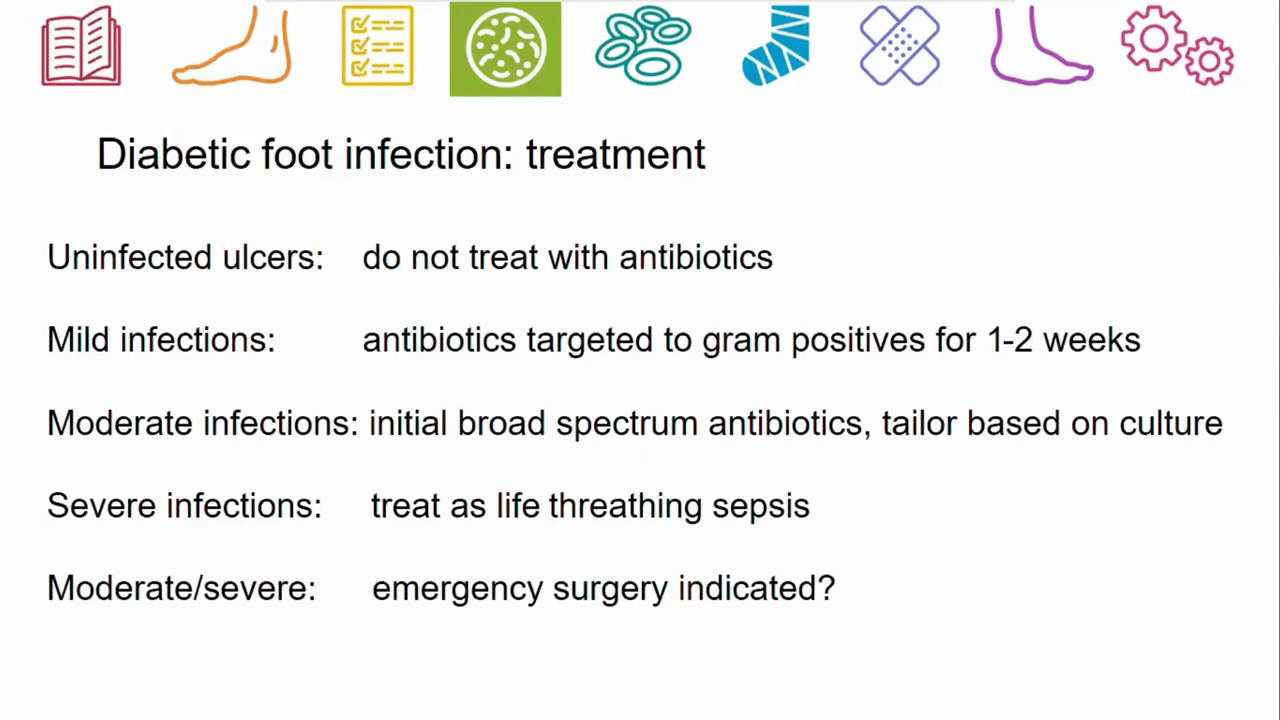 Diabetic foot infection: treatment
Uninfected ulcers: do not treat with antibiotics
Mild infections: antibiotics targeted to gram positives for 1-2 weeks
Moderate infections: initial broad spectrum antibiotics, tailor based on culture
Severe infections: treat as life threathing sepsis
Moderate/severe: emergency surgery indicated?